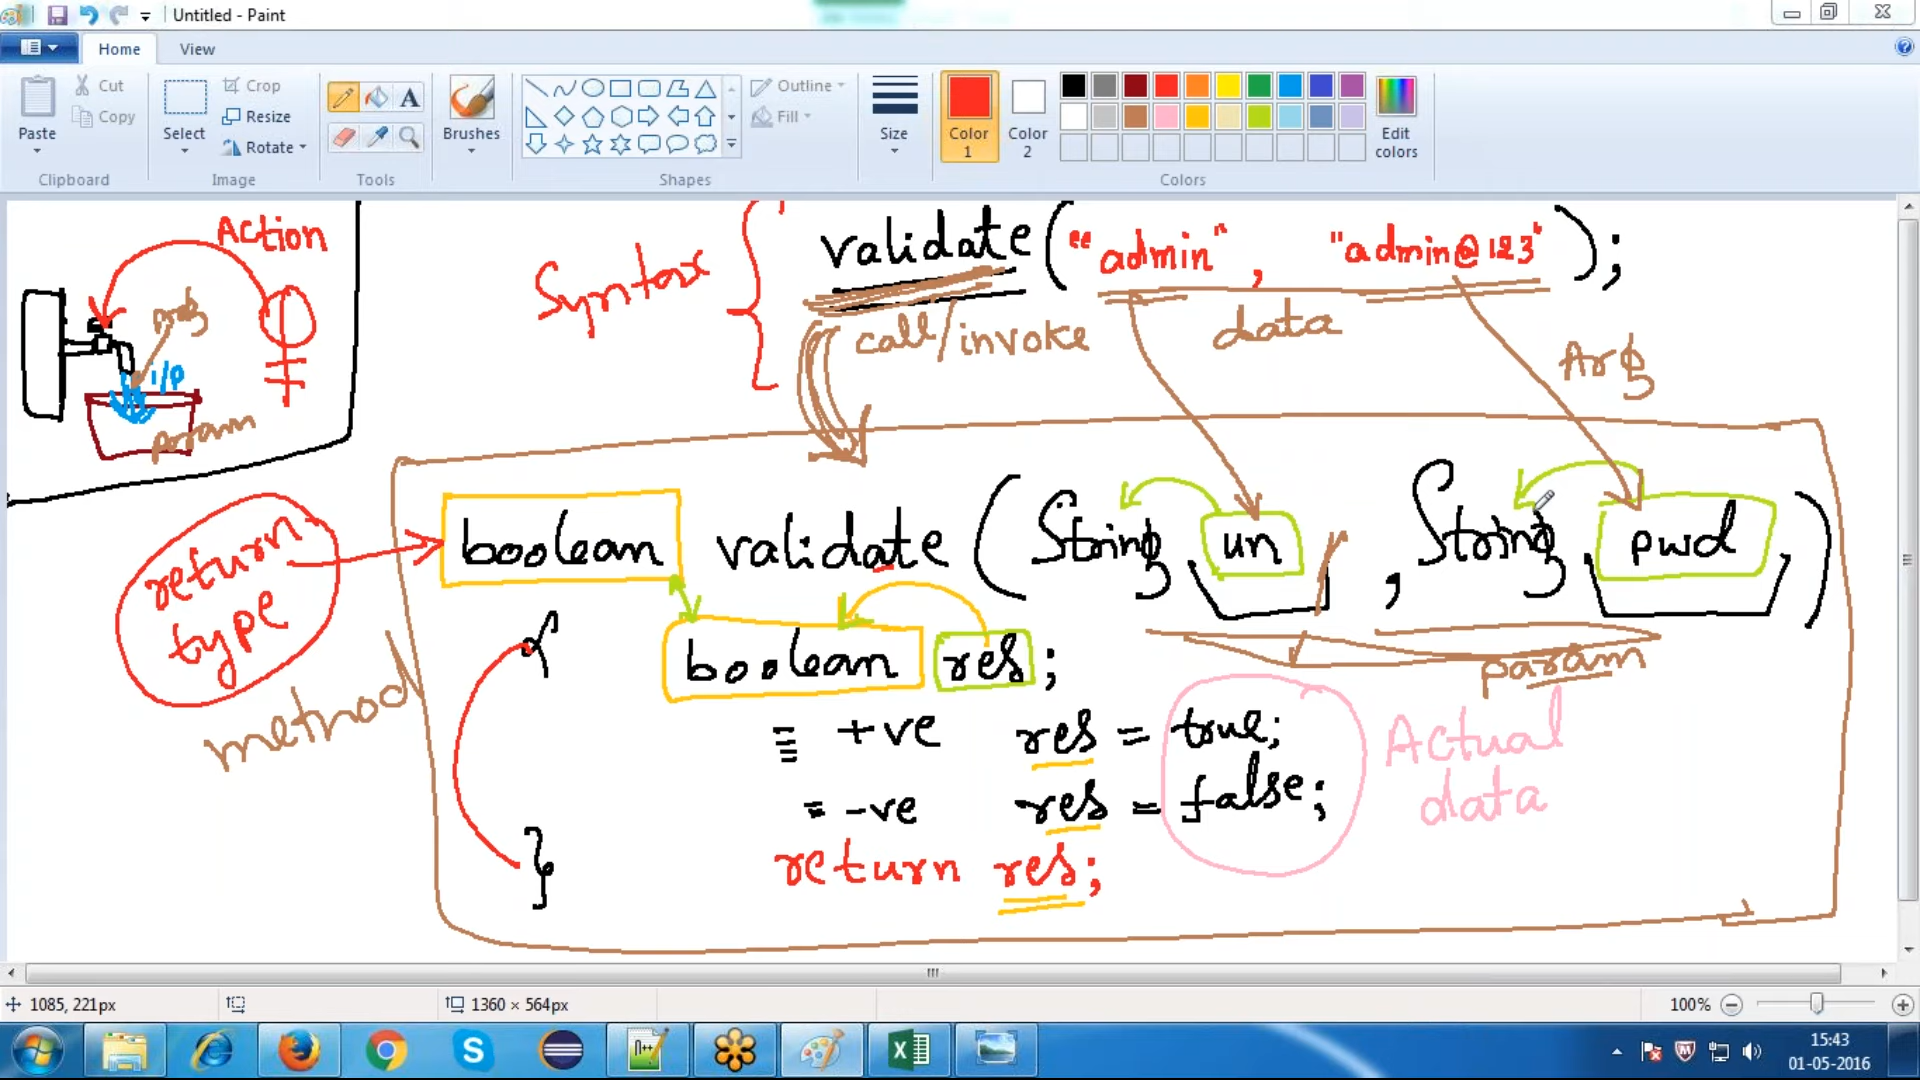 Untitled - Paint
Home
View
Paste
Cut
Copy
Clipboard
Select
Crop
Resize
Rotate
Image
Tools
Brushes
Shapes
Outline
Fill
Size
Color 1
Color 2
Edit colors
Colors
Action
I/P
param
Syntax
validate("admin", "admin@123");
call/invoke
data
Arg
return type
boolean validate (String un, String pwd)
{
boolean res;
param
method
+ve res = true;
= -ve res = false;
Actual data
return res;
}
1085, 221px
1360 × 564px
100%
N++
15:43
01-05-2016